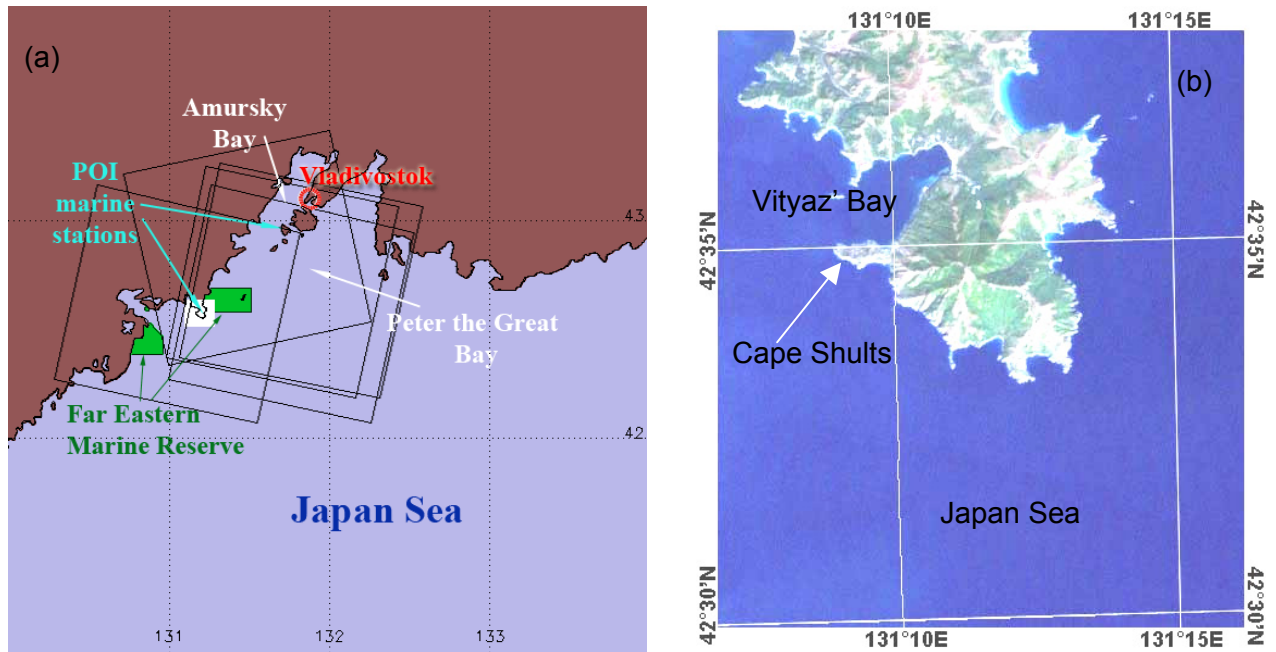 (a)
Amursky
Bay
POI
marine
stations
Vladivostok
43
Peter the Great
Bay
Far Eastern
Marine Reserve
42
Japan Sea
131
132
133
131°10E
131°15E
(b)
Vityaz’ Bay
42°35’N
42°35’N
Cape Shults
Japan Sea
42°30’N
42°30’N
131°10E
131°15E